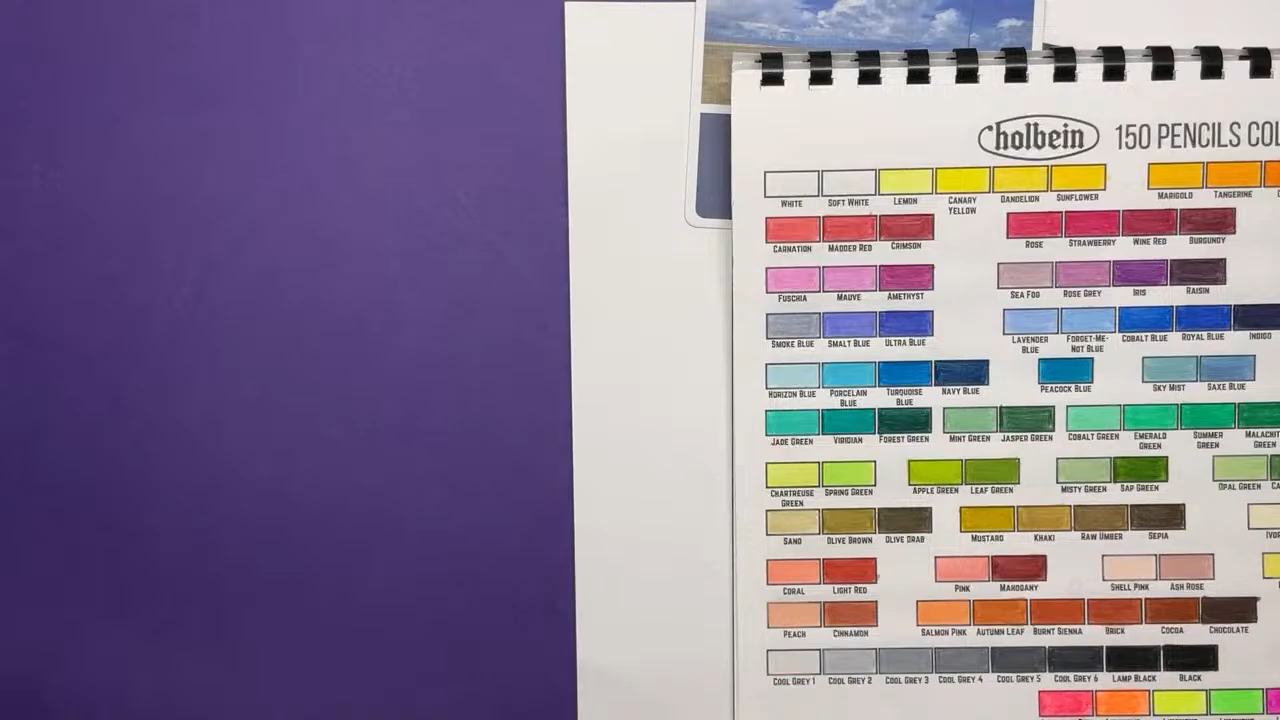 holbein 150 PENCILS
WHITE SOFT WHITE LEMON CANARY YELLOW DANDELION SUNFLOWER MARIGOLD TANGERINE
CARNATION MADDER RED CRIMSON ROSE STRAWBERRY WINE RED BURGUNDY
FUSCHIA MAUVE AMETHYST SEA FOG ROSE GREY IRIS RAISIN
SMOKE BLUE SMALT BLUE ULTRA BLUE LAVENDER BLUE FORGET-ME-NOT BLUE COBALT BLUE ROYAL BLUE INDIGO
HORIZON BLUE PORCELAIN BLUE TURQUOISE BLUE NAVY BLUE PEACOCK BLUE SKY MIST SAXE BLUE
JADE GREEN VIRIDIAN FOREST GREEN MINT GREEN JASPER GREEN COBALT GREEN EMERALD GREEN SUMMER GREEN GREEN
CHARTREUSE GREEN SPRING GREEN APPLE GREEN LEAF GREEN MISTY GREEN SAP GREEN OPAL GREEN
SAND OLIVE BROWN OLIVE DRAB MUSTARD KHAKI RAW UMBER SEPIA
CORAL LIGHT RED PINK MAHOGANY SHELL PINK ASH ROSE
PEACH CINNAMON SALMON PINK AUTUMN LEAF BURNT SIENNA BRICK COCOA CHOCOLATE
COOL GREY 1 COOL GREY 2 COOL GREY 3 COOL GREY 4 COOL GREY 5 COOL GREY 6 LAMP BLACK BLACK